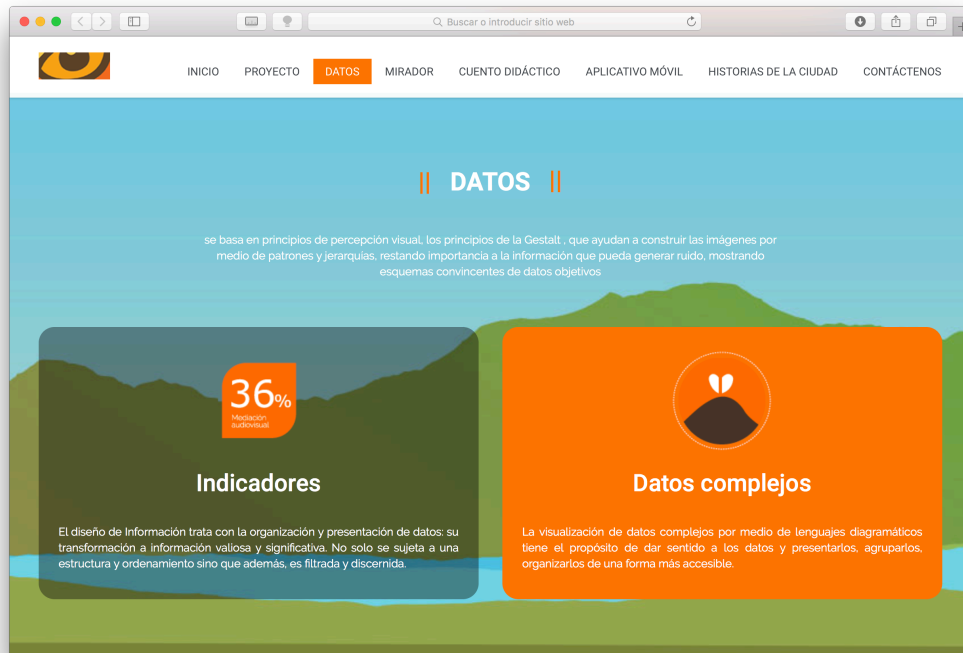 Buscar o introducir sitio web
INICIO PROYECTO DATOS MIRADOR CUENTO DIDÁCTICO APLICATIVO MÓVIL HISTORIAS DE LA CIUDAD CONTÁCTENOS
|| DATOS ||
se basa en principios de percepción visual, los principios de la Gestalt , que ayudan a construir las imágenes por
medio de patrones y jerarquías, restando importancia a la información que pueda generar ruido, mostrando
esquemas convincentes de datos objetivos
36%
Mediación
audiovisual
Indicadores
El diseño de Información trata con la organización y presentación de datos: su
transformación a información valiosa y significativa. No solo se sujeta a una
estructura y ordenamiento sino que además, es filtrada y discernida.
Datos complejos
La visualización de datos complejos por medio de lenguajes diagramáticos
tiene el propósito de dar sentido a los datos y presentarlos, agruparlos,
organizarlos de una forma más accesible.